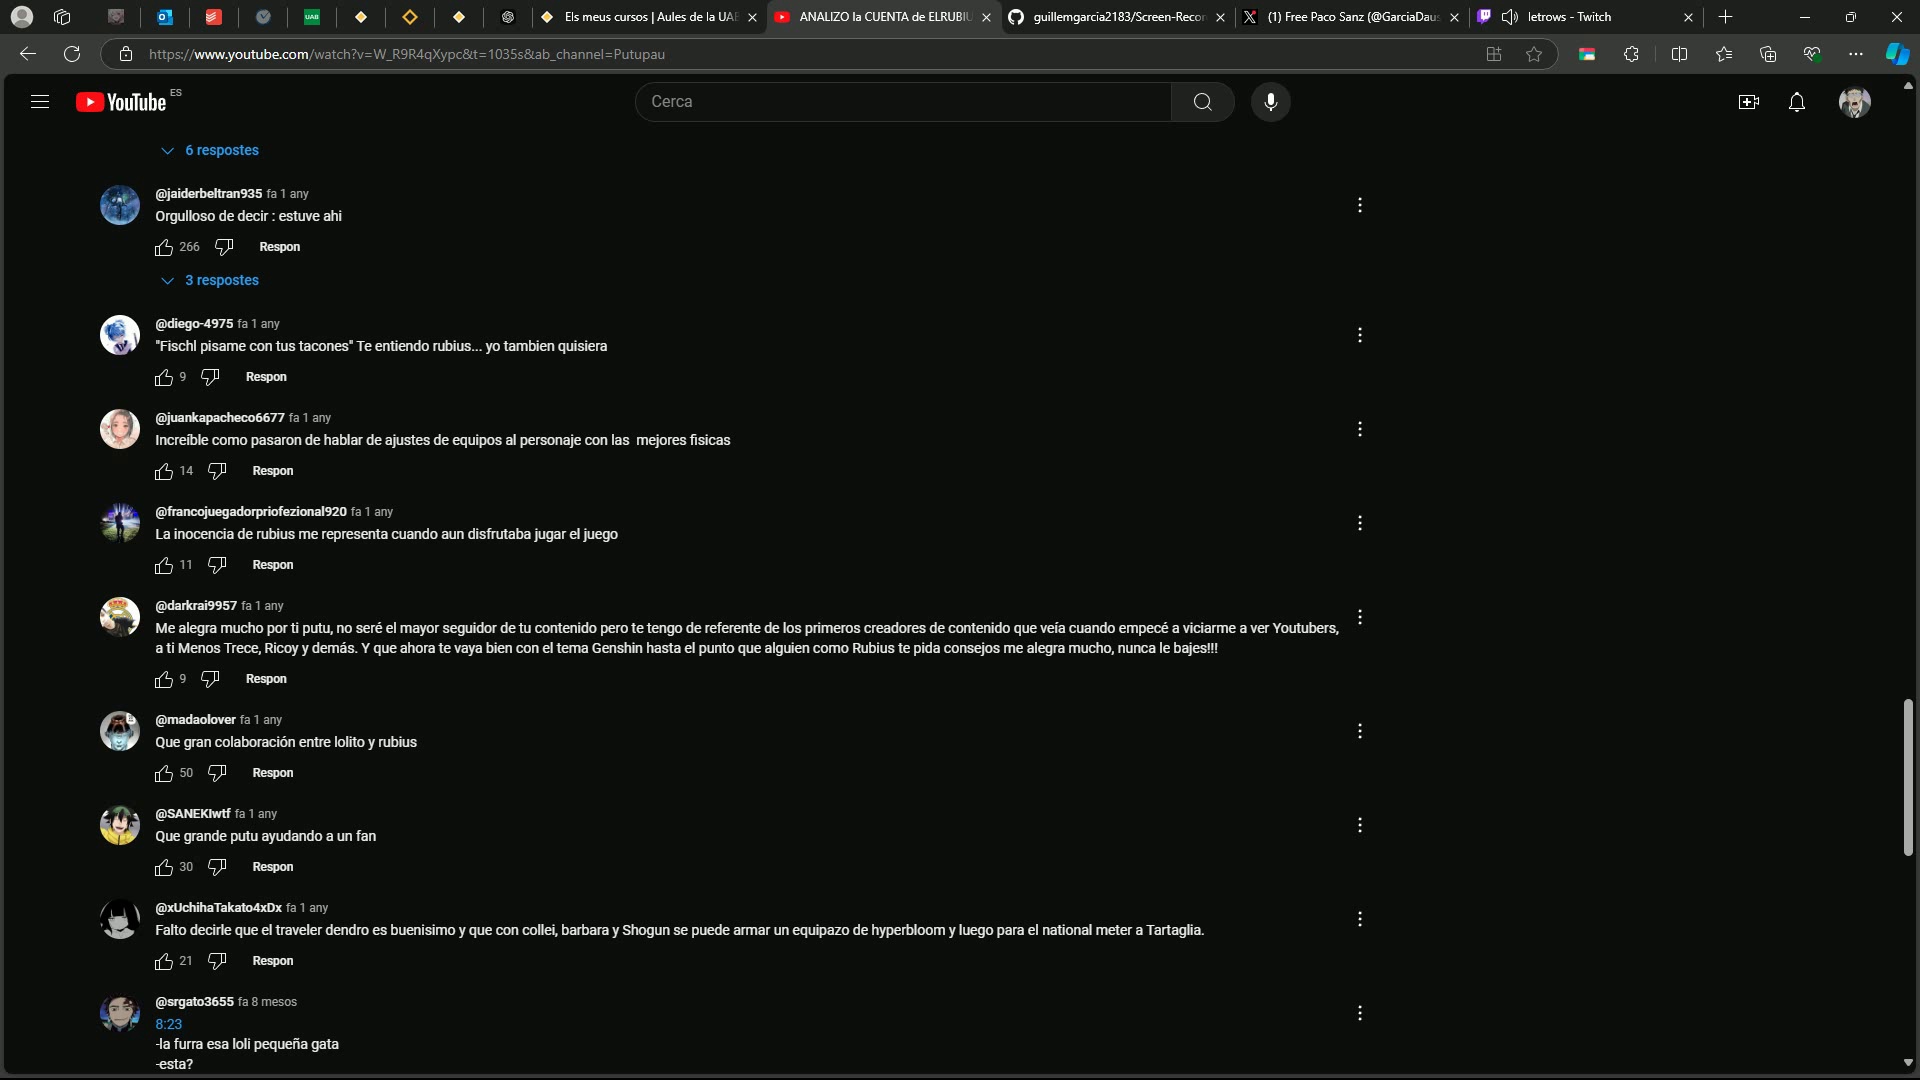 Els meus cursos | Aules de la UAB
ANALIZO la CUENTA de ELRUBIU
guillemgarcia2183/Screen-Recor
(1) Free Paco Sanz (@GarciaDaus
letrows - Twitch
https://www.youtube.com/watch?v=W_R9R4qXypc&t=1035s&ab_channel=Putupau
YouTube ES
Cerca
6 respostes
@jaiderbeltran935 fa 1 any
Orgulloso de decir : estuve ahi
266 Respon
3 respostes
@diego-4975 fa 1 any
"Fischl pisame con tus tacones" Te entiendo rubius... yo tambien quisiera
9 Respon
@juankapacheco6677 fa 1 any
Increíble como pasaron de hablar de ajustes de equipos al personaje con las  mejores fisicas
14 Respon
@francojuegadorpriofezional920 fa 1 any
La inocencia de rubius me representa cuando aun disfrutaba jugar el juego
11 Respon
@darkrai9957 fa 1 any
Me alegra mucho por ti putu, no seré el mayor seguidor de tu contenido pero te tengo de referente de los primeros creadores de contenido que veía cuando empecé a viciarme a ver Youtubers,
a ti Menos Trece, Ricoy y demás. Y que ahora te vaya bien con el tema Genshin hasta el punto que alguien como Rubius te pida consejos me alegra mucho, nunca le bajes!!!
9 Respon
@madaolover fa 1 any
Que gran colaboración entre lolito y rubius
50 Respon
@SANEKIwtf fa 1 any
Que grande putu ayudando a un fan
30 Respon
@xUchihaTakato4xDx fa 1 any
Falto decirle que el traveler dendro es buenisimo y que con collei, barbara y Shogun se puede armar un equipazo de hyperbloom y luego para el national meter a Tartaglia.
21 Respon
@srgato3655 fa 8 mesos
8:23
-la furra esa loli pequeña gata
-esta?